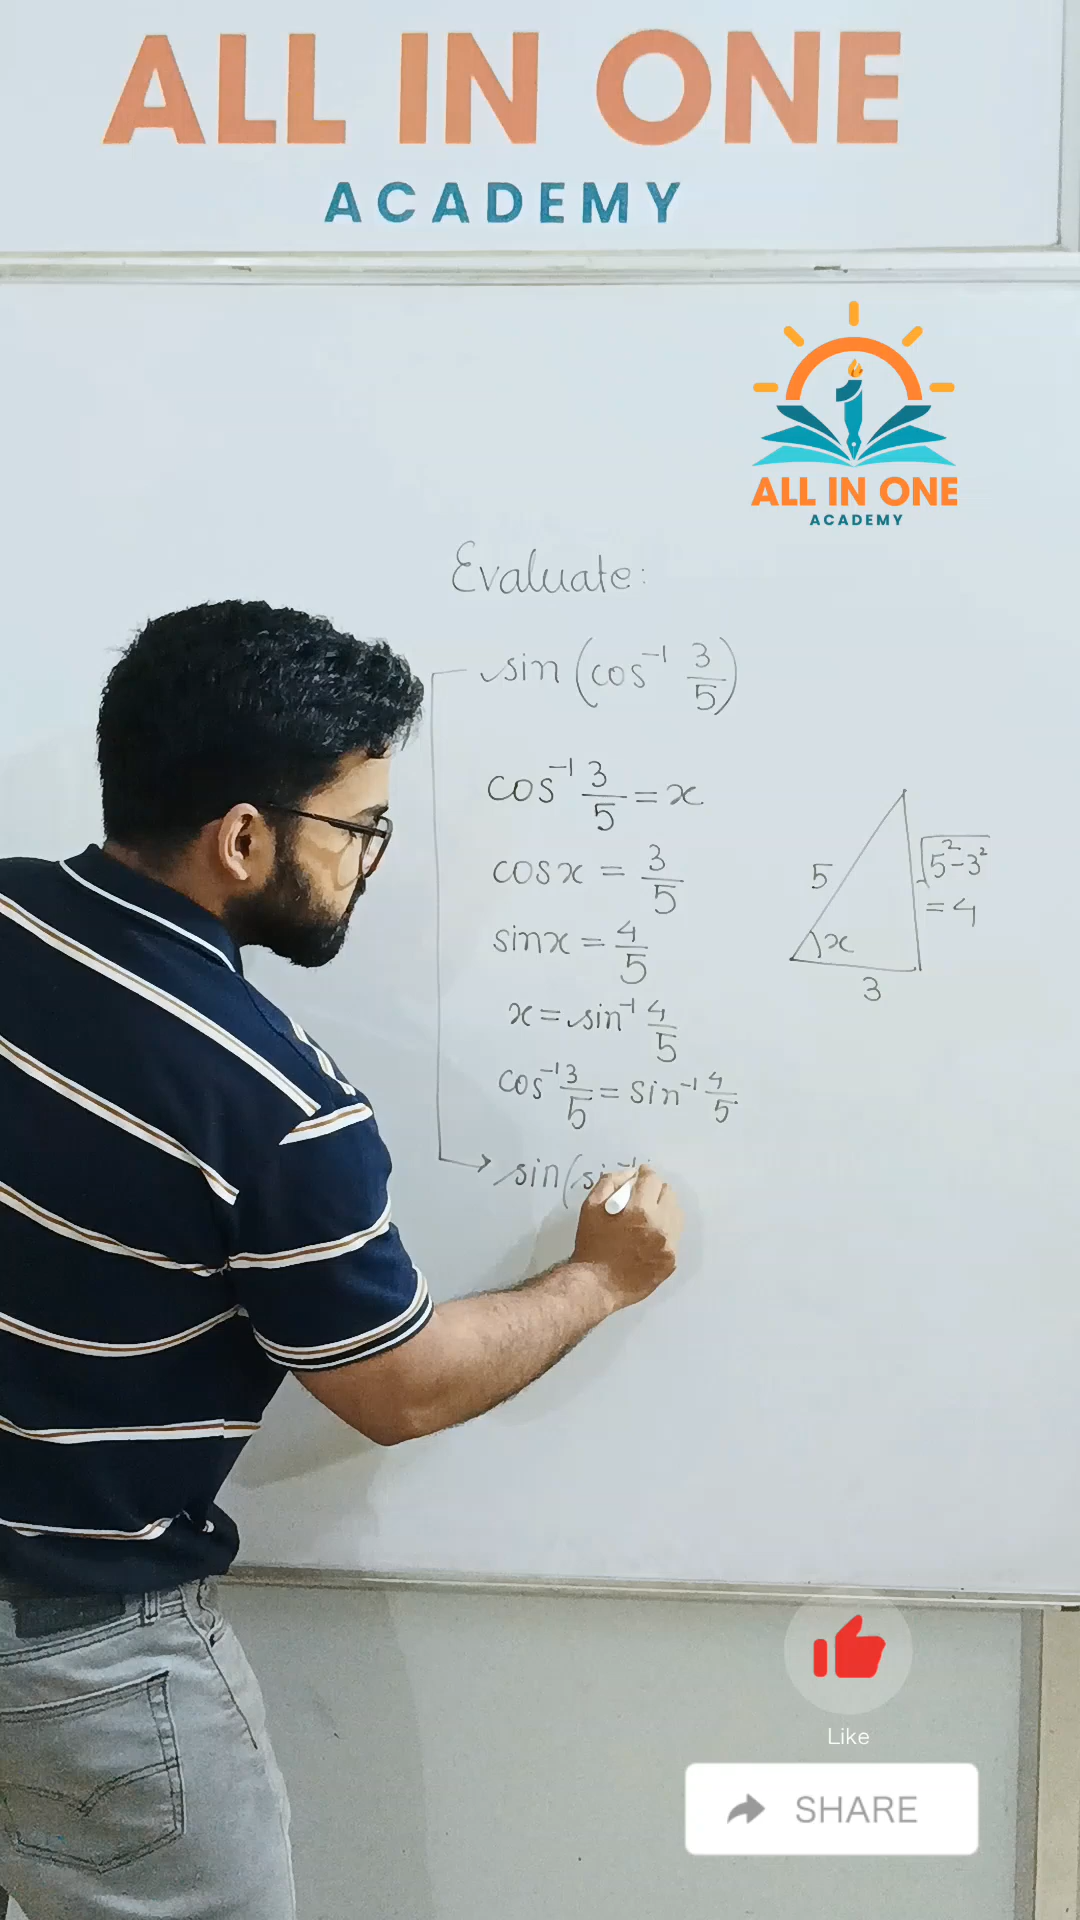 ALL IN ONE
ACADEMY
ALL IN ONE
ACADEMY
Evaluate:
sin (cos⁻¹ 3/5)
cos⁻¹ 3/5 = x
cos x = 3/5
sin x = 4/5
x = sin⁻¹ 4/5
cos⁻¹ 3/5 = sin⁻¹ 4/5
→ sin(
5
√5²-3²
= 4
x
3
Like
SHARE